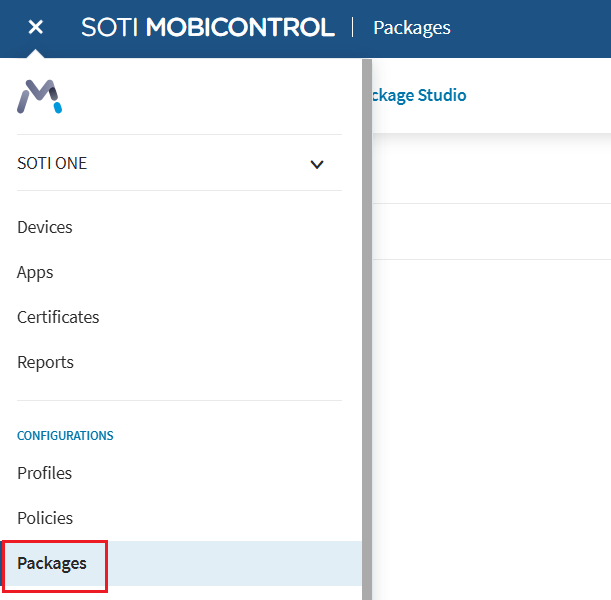 SOTI MOBICONTROL | Packages
ckage Studio
SOTI ONE
Devices
Apps
Certificates
Reports
CONFIGURATIONS
Profiles
Policies
Packages